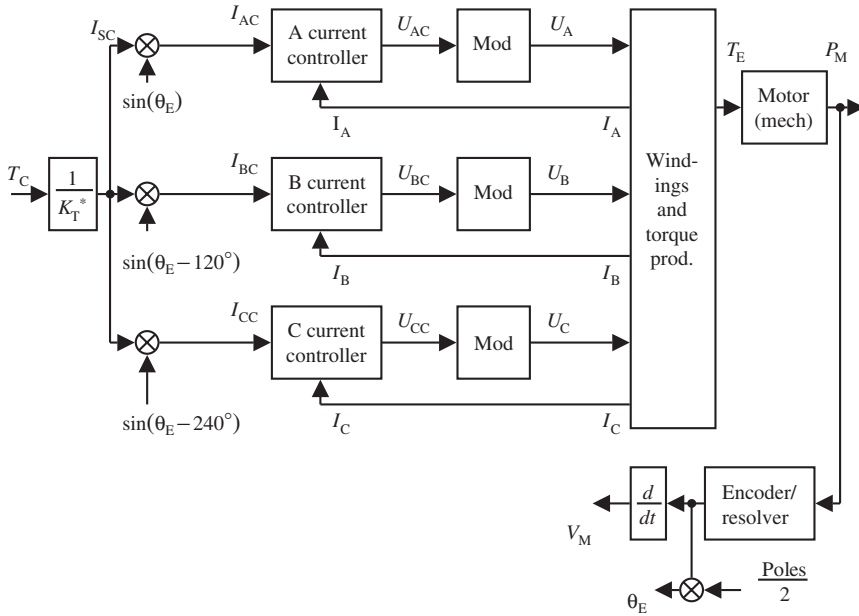 I_SC
I_AC
A current
controller
U_AC
Mod
U_A
sin(θ_E)
I_A
I_A
T_E
Motor
(mech)
P_M
T_C
1
K_T*
I_BC
B current
controller
U_BC
Mod
U_B
sin(θ_E − 120°)
I_B
I_B
Wind-
ings
and
torque
prod.
I_CC
C current
controller
U_CC
Mod
U_C
sin(θ_E − 240°)
I_C
I_C
V_M
d
dt
Encoder/
resolver
θ_E
Poles
2